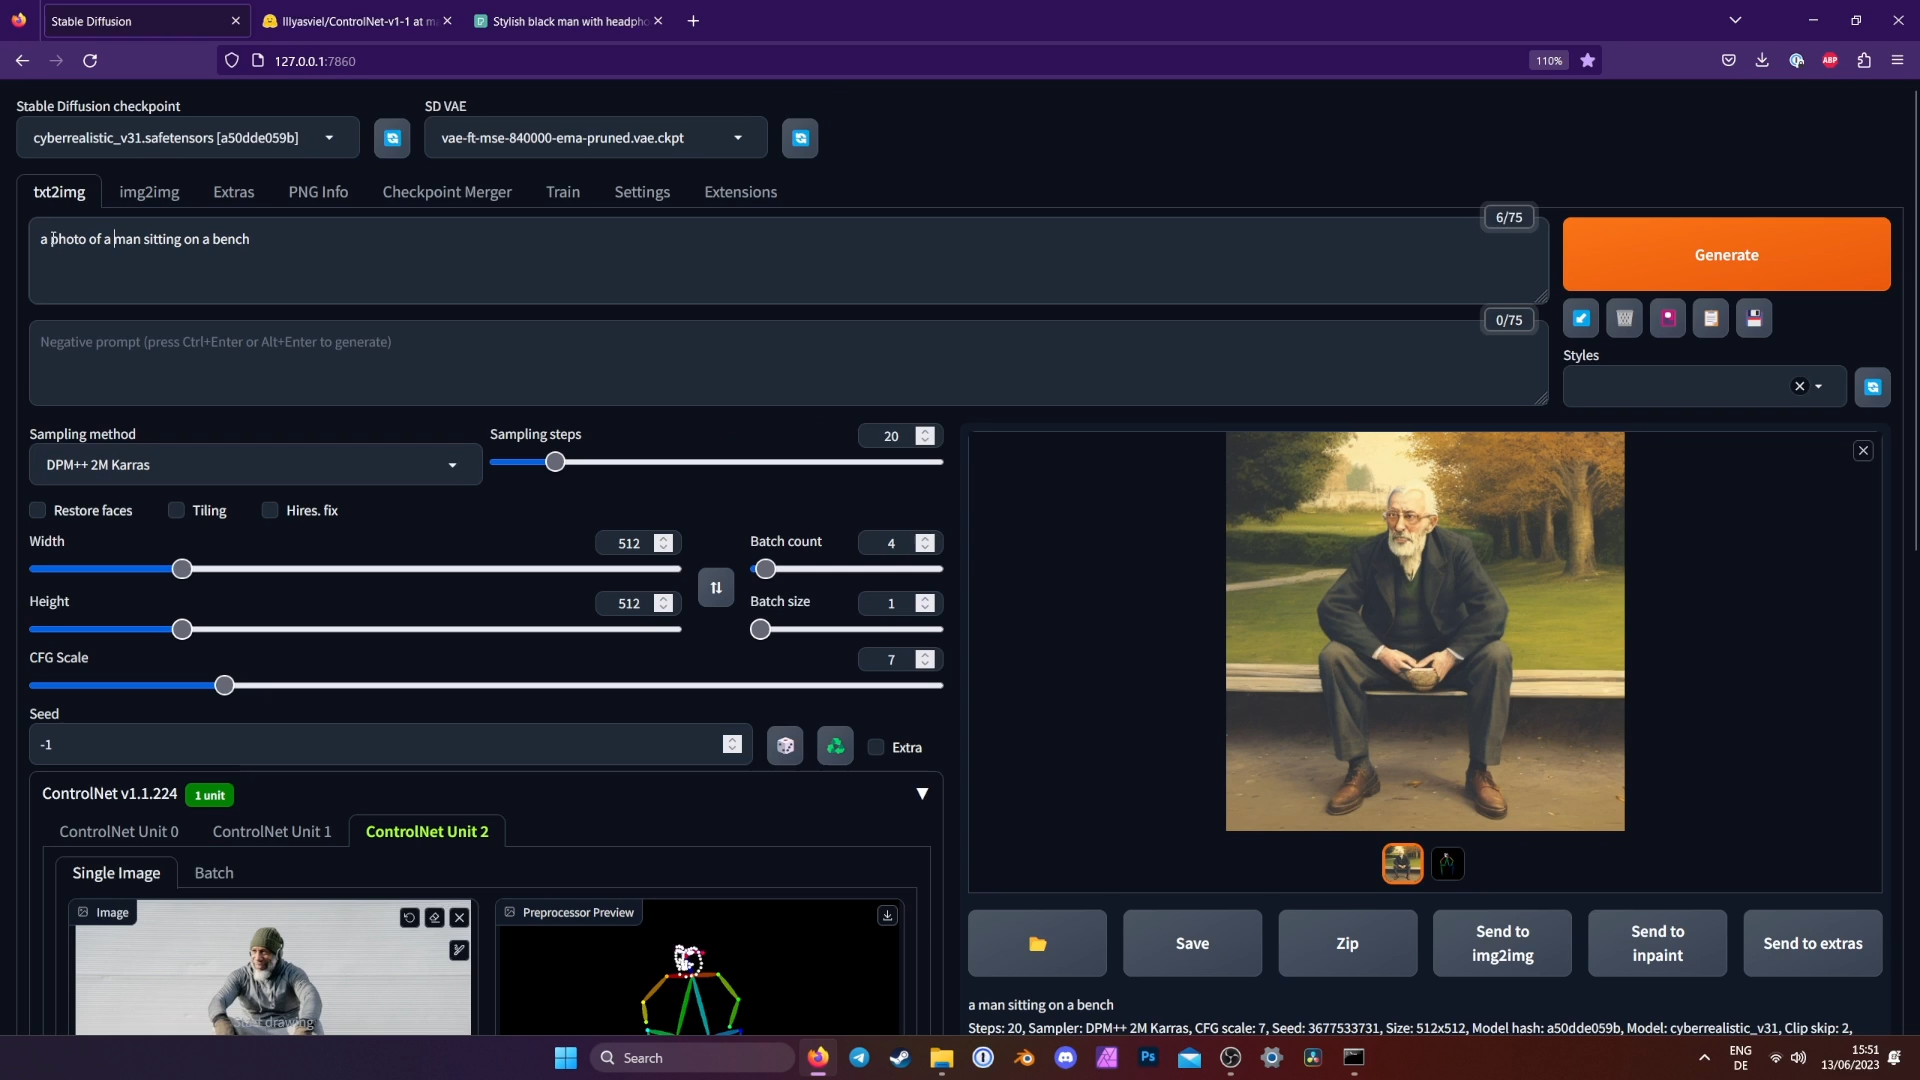 Stable Diffusion
lllyasviel/ControlNet-v1-1 at m
Stylish black man with headpho
127.0.0.1:7860
110%
ABP
Stable Diffusion checkpoint
SD VAE
cyberrealistic_v31.safetensors [a50dde059b]
vae-ft-mse-840000-ema-pruned.vae.ckpt
txt2img
img2img
Extras
PNG Info
Checkpoint Merger
Train
Settings
Extensions
6/75
a photo of a man sitting on a bench
Generate
0/75
Negative prompt (press Ctrl+Enter or Alt+Enter to generate)
Styles
Sampling method
Sampling steps
20
DPM++ 2M Karras
Restore faces
Tiling
Hires. fix
Width
512
Batch count
4
Height
512
Batch size
1
CFG Scale
7
Seed
-1
Extra
ControlNet v1.1.224
1 unit
ControlNet Unit 0
ControlNet Unit 1
ControlNet Unit 2
Single Image
Batch
Image
Preprocessor Preview
Start drawing
Save
Zip
Send to img2img
Send to inpaint
Send to extras
a man sitting on a bench
Steps: 20, Sampler: DPM++ 2M Karras, CFG scale: 7, Seed: 3677533731, Size: 512x512, Model hash: a50dde059b, Model: cyberrealistic_v31, Clip skip: 2,
Search
Ps
ENG
DE
15:51
13/06/2023